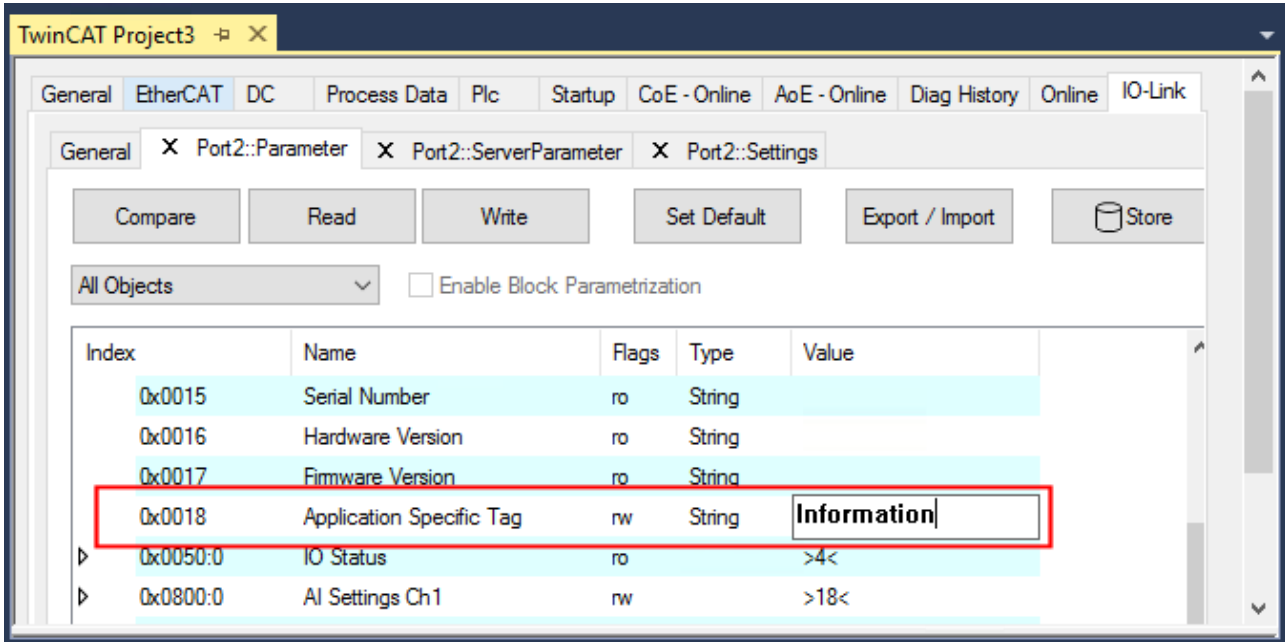 TwinCAT Project3
General EtherCAT DC Process Data Plc Startup CoE - Online AoE - Online Diag History Online IO-Link
General X Port2::Parameter X Port2::ServerParameter X Port2::Settings
Compare Read Write Set Default Export / Import Store
All Objects Enable Block Parametrization
Index Name Flags Type Value
0x0015 Serial Number ro String
0x0016 Hardware Version ro String
0x0017 Firmware Version ro String
0x0018 Application Specific Tag rw String Information
0x0050:0 IO Status ro >4<
0x0800:0 AI Settings Ch1 rw >18<